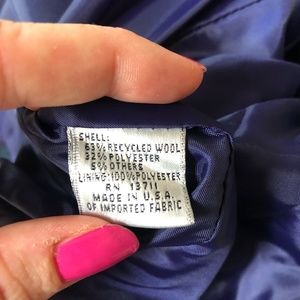 SHELL:
63% RECYCLED WOOL
32% POLYESTER
5% OTHERS
LINING: 100% POLYESTER
RN 13711
MADE IN U.S.A.
OF IMPORTED FABRIC